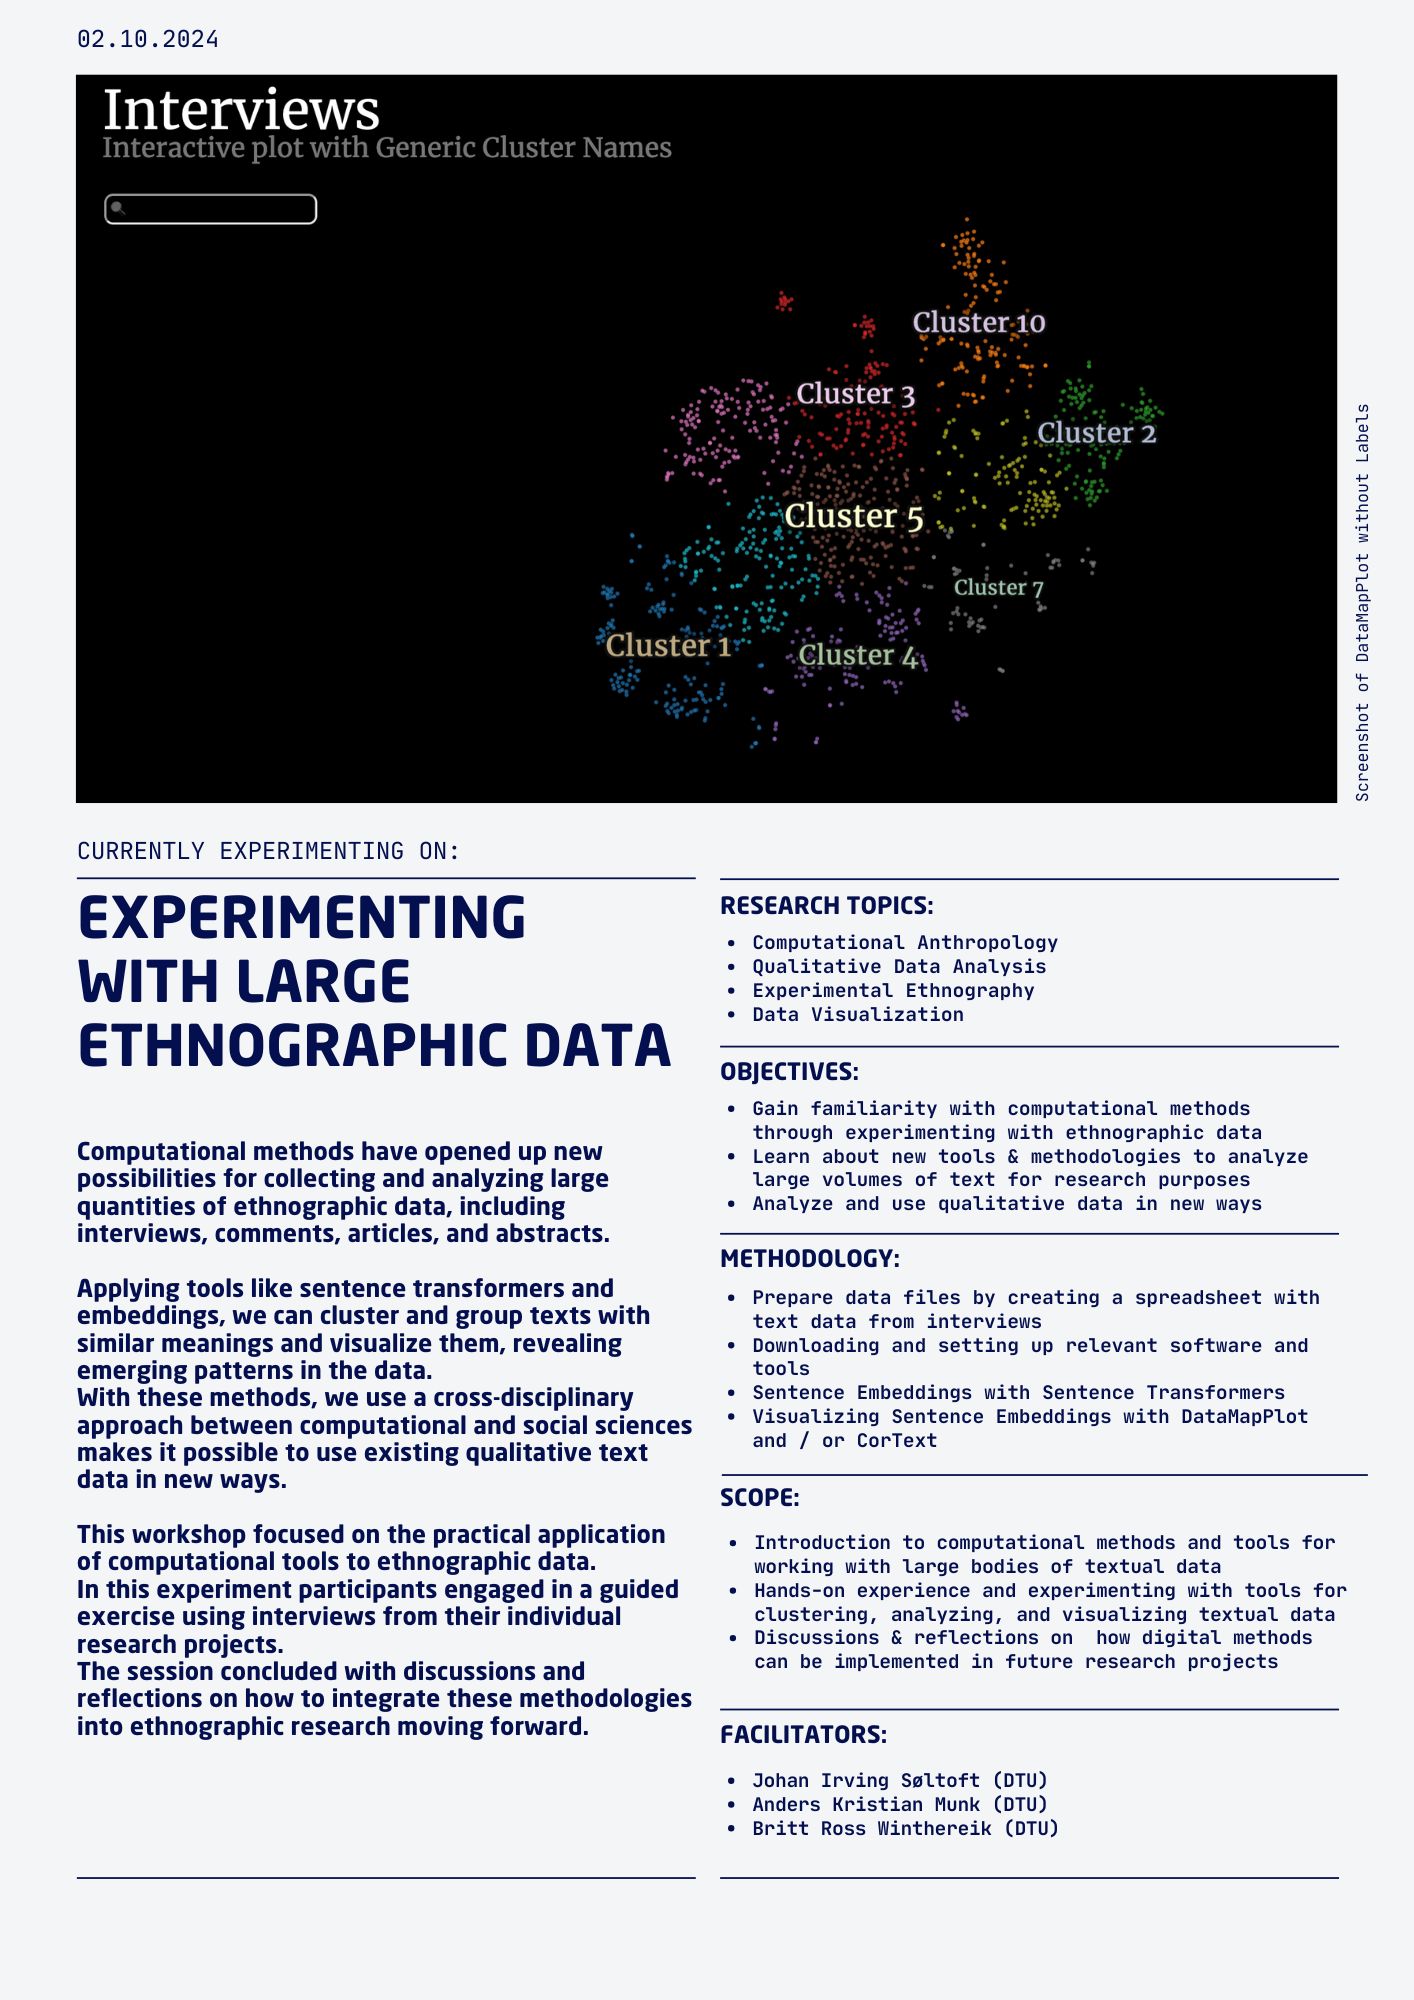 02.10.2024
Interviews
Interactive plot with Generic Cluster Names
Cluster 10
Cluster 3
Cluster 2
Cluster 5
Cluster 7
Cluster 1
Cluster 4
Screenshot of DataMapPlot without Labels
CURRENTLY EXPERIMENTING ON:
EXPERIMENTING
WITH LARGE
ETHNOGRAPHIC DATA
Computational methods have opened up new
possibilities for collecting and analyzing large
quantities of ethnographic data, including
interviews, comments, articles, and abstracts.
Applying tools like sentence transformers and
embeddings, we can cluster and group texts with
similar meanings and visualize them, revealing
emerging patterns in the data.
With these methods, we use a cross-disciplinary
approach between computational and social sciences
makes it possible to use existing qualitative text
data in new ways.
This workshop focused on the practical application
of computational tools to ethnographic data.
In this experiment participants engaged in a guided
exercise using interviews from their individual
research projects.
The session concluded with discussions and
reflections on how to integrate these methodologies
into ethnographic research moving forward.
RESEARCH TOPICS:
• Computational Anthropology
• Qualitative Data Analysis
• Experimental Ethnography
• Data Visualization
OBJECTIVES:
• Gain familiarity with computational methods
through experimenting with ethnographic data
• Learn about new tools & methodologies to analyze
large volumes of text for research purposes
• Analyze and use qualitative data in new ways
METHODOLOGY:
• Prepare data files by creating a spreadsheet with
text data from interviews
• Downloading and setting up relevant software and
tools
• Sentence Embeddings with Sentence Transformers
• Visualizing Sentence Embeddings with DataMapPlot
and / or CorText
SCOPE:
• Introduction to computational methods and tools for
working with large bodies of textual data
• Hands-on experience and experimenting with tools for
clustering, analyzing, and visualizing textual data
• Discussions & reflections on  how digital methods
can be implemented in future research projects
FACILITATORS:
• Johan Irving Søltoft (DTU)
• Anders Kristian Munk (DTU)
• Britt Ross Winthereik (DTU)